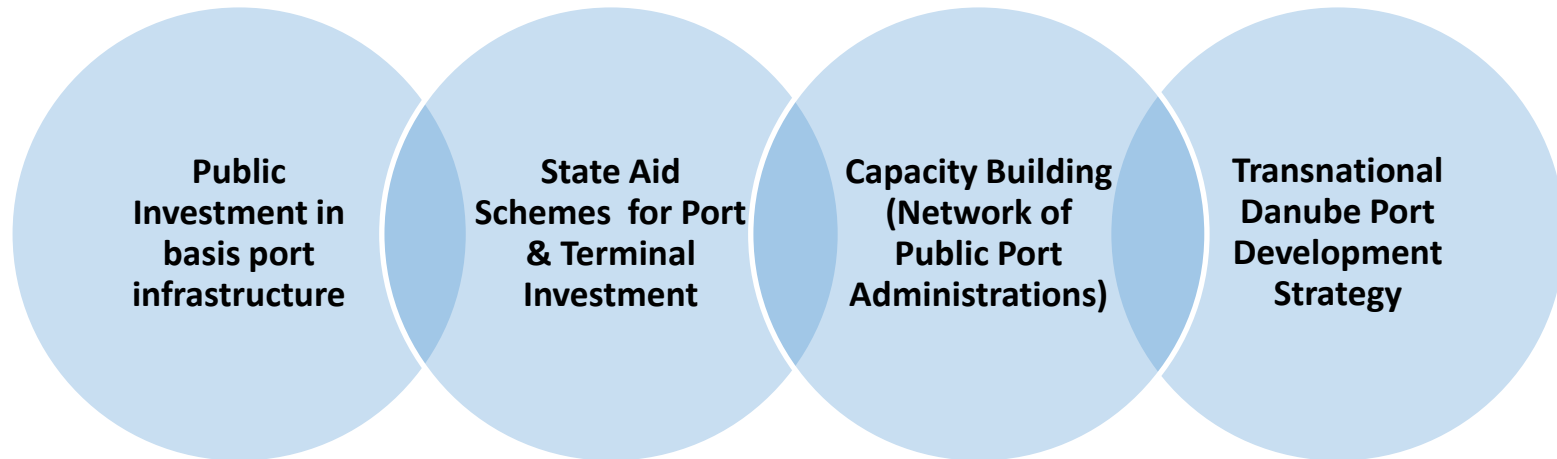 Public
Investment in
basis port
infrastructure
State Aid
Schemes  for Port
& Terminal
Investment
Capacity Building
(Network of
Public Port
Administrations)
Transnational
Danube Port
Development
Strategy